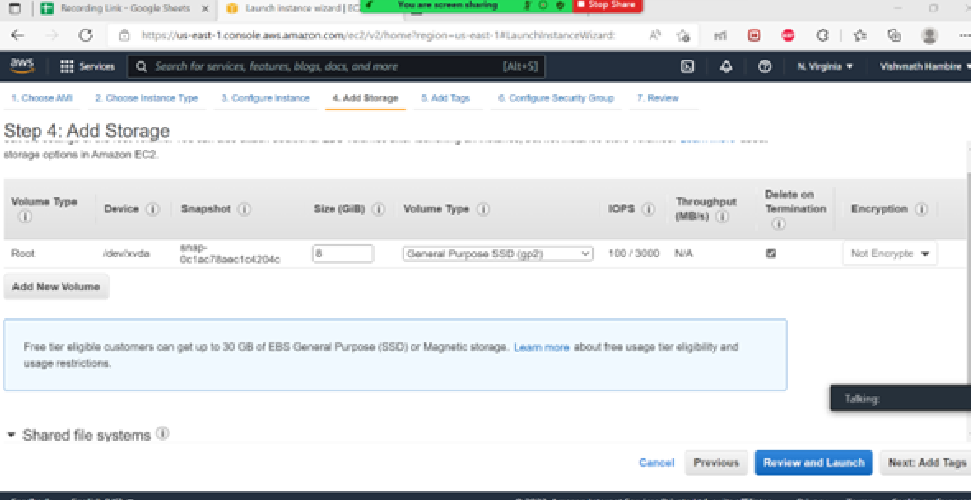 Recording Link - Google Sheets
Launch instance wizard | EC2
You are screen sharing
Stop Share
https://us-east-1.console.aws.amazon.com/ec2/v2/home?region=us-east-1#LaunchInstanceWizard:
aws
Services
Search for services, features, blogs, docs, and more
[Alt+S]
N. Virginia
Vishwnath Hambire
1. Choose AMI
2. Choose Instance Type
3. Configure Instance
4. Add Storage
5. Add Tags
6. Configure Security Group
7. Review
Step 4: Add Storage
storage options in Amazon EC2.
Volume Type
Device
Snapshot
Size (GiB)
Volume Type
IOPS
Throughput (MB/s)
Delete on Termination
Encryption
Root
/dev/xvda
snap-
8
General Purpose SSD (gp2)
100 / 3000
N/A
Not Encrypte
Add New Volume
Free tier eligible customers can get up to 30 GB of EBS General Purpose (SSD) or Magnetic storage. Learn more about free usage tier eligibility and
usage restrictions.
Talking:
Shared file systems
Cancel
Previous
Review and Launch
Next: Add Tags